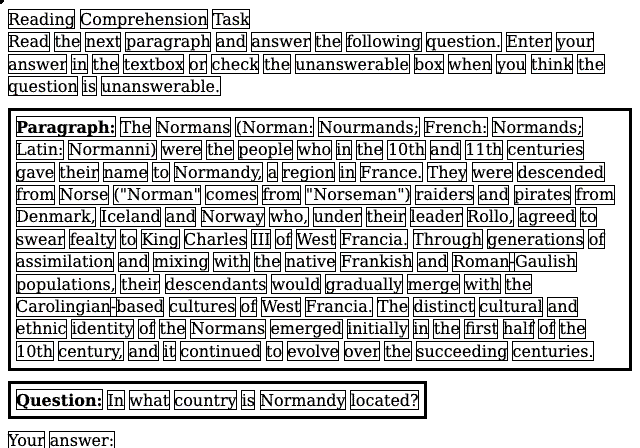 Reading Comprehension Task
Read the next paragraph and answer the following question. Enter your
answer in the textbox or check the unanswerable box when you think the
question is unanswerable.
Paragraph: The Normans (Norman: Nourmands; French: Normands;
Latin: Normanni) were the people who in the 10th and 11th centuries
gave their name to Normandy, a region in France. They were descended
from Norse ("Norman" comes from "Norseman") raiders and pirates from
Denmark, Iceland and Norway who, under their leader Rollo, agreed to
swear fealty to King Charles III of West Francia. Through generations of
assimilation and mixing with the native Frankish and Roman-Gaulish
populations, their descendants would gradually merge with the
Carolingian-based cultures of West Francia. The distinct cultural and
ethnic identity of the Normans emerged initially in the first half of the
10th century, and it continued to evolve over the succeeding centuries.
Question: In what country is Normandy located?
Your answer: